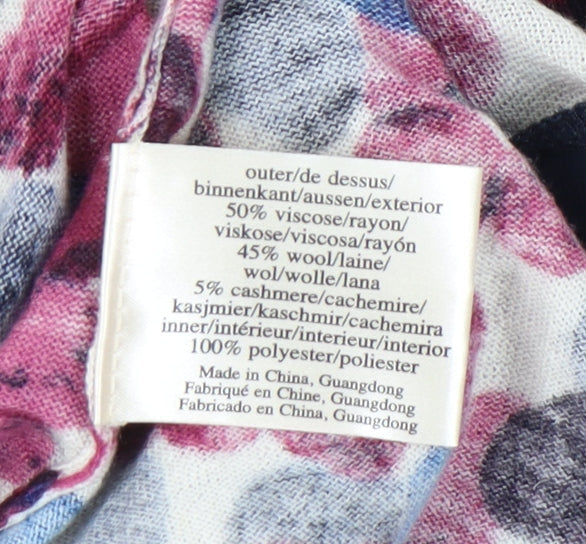 outer/de dessus/
binnenkant/aussen/exterior
50% viscose/rayon/
viskose/viscosa/rayón
45% wool/laine/
wol/wolle/lana
5% cashmere/cachemire/
kasjmier/kaschmir/cachemira
inner/intérieur/interieur/interior
100% polyester/poliester
Made in China, Guangdong
Fabriqué en Chine, Guangdong
Fabricado en China, Guangdong